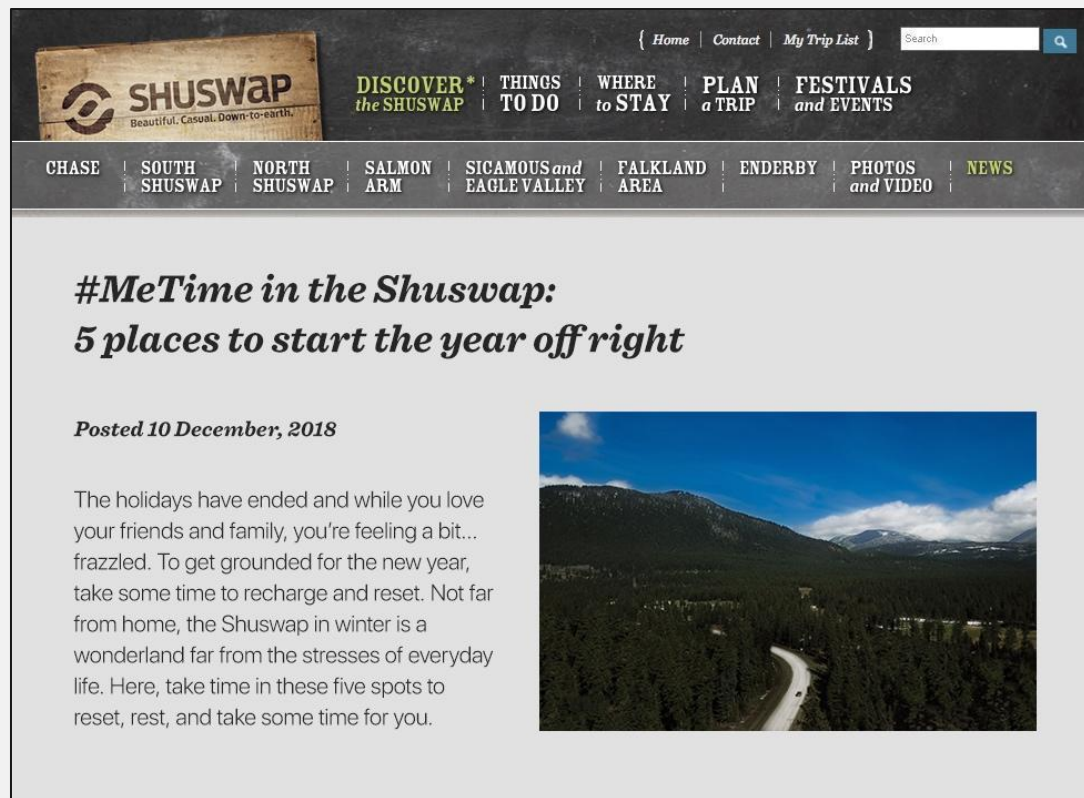 { Home | Contact | My Trip List }
Search
SHUSWaP
Beautiful. Casual. Down-to-earth.
DISCOVER*
the SHUSWAP
THINGS
TO DO
WHERE
to STAY
PLAN
a TRIP
FESTIVALS
and EVENTS
CHASE
SOUTH
SHUSWAP
NORTH
SHUSWAP
SALMON
ARM
SICAMOUS and
EAGLE VALLEY
FALKLAND
AREA
ENDERBY
PHOTOS
and VIDEO
NEWS
#MeTime in the Shuswap:
5 places to start the year off right
Posted 10 December, 2018
The holidays have ended and while you love
your friends and family, you’re feeling a bit...
frazzled. To get grounded for the new year,
take some time to recharge and reset. Not far
from home, the Shuswap in winter is a
wonderland far from the stresses of everyday
life. Here, take time in these five spots to
reset, rest, and take some time for you.